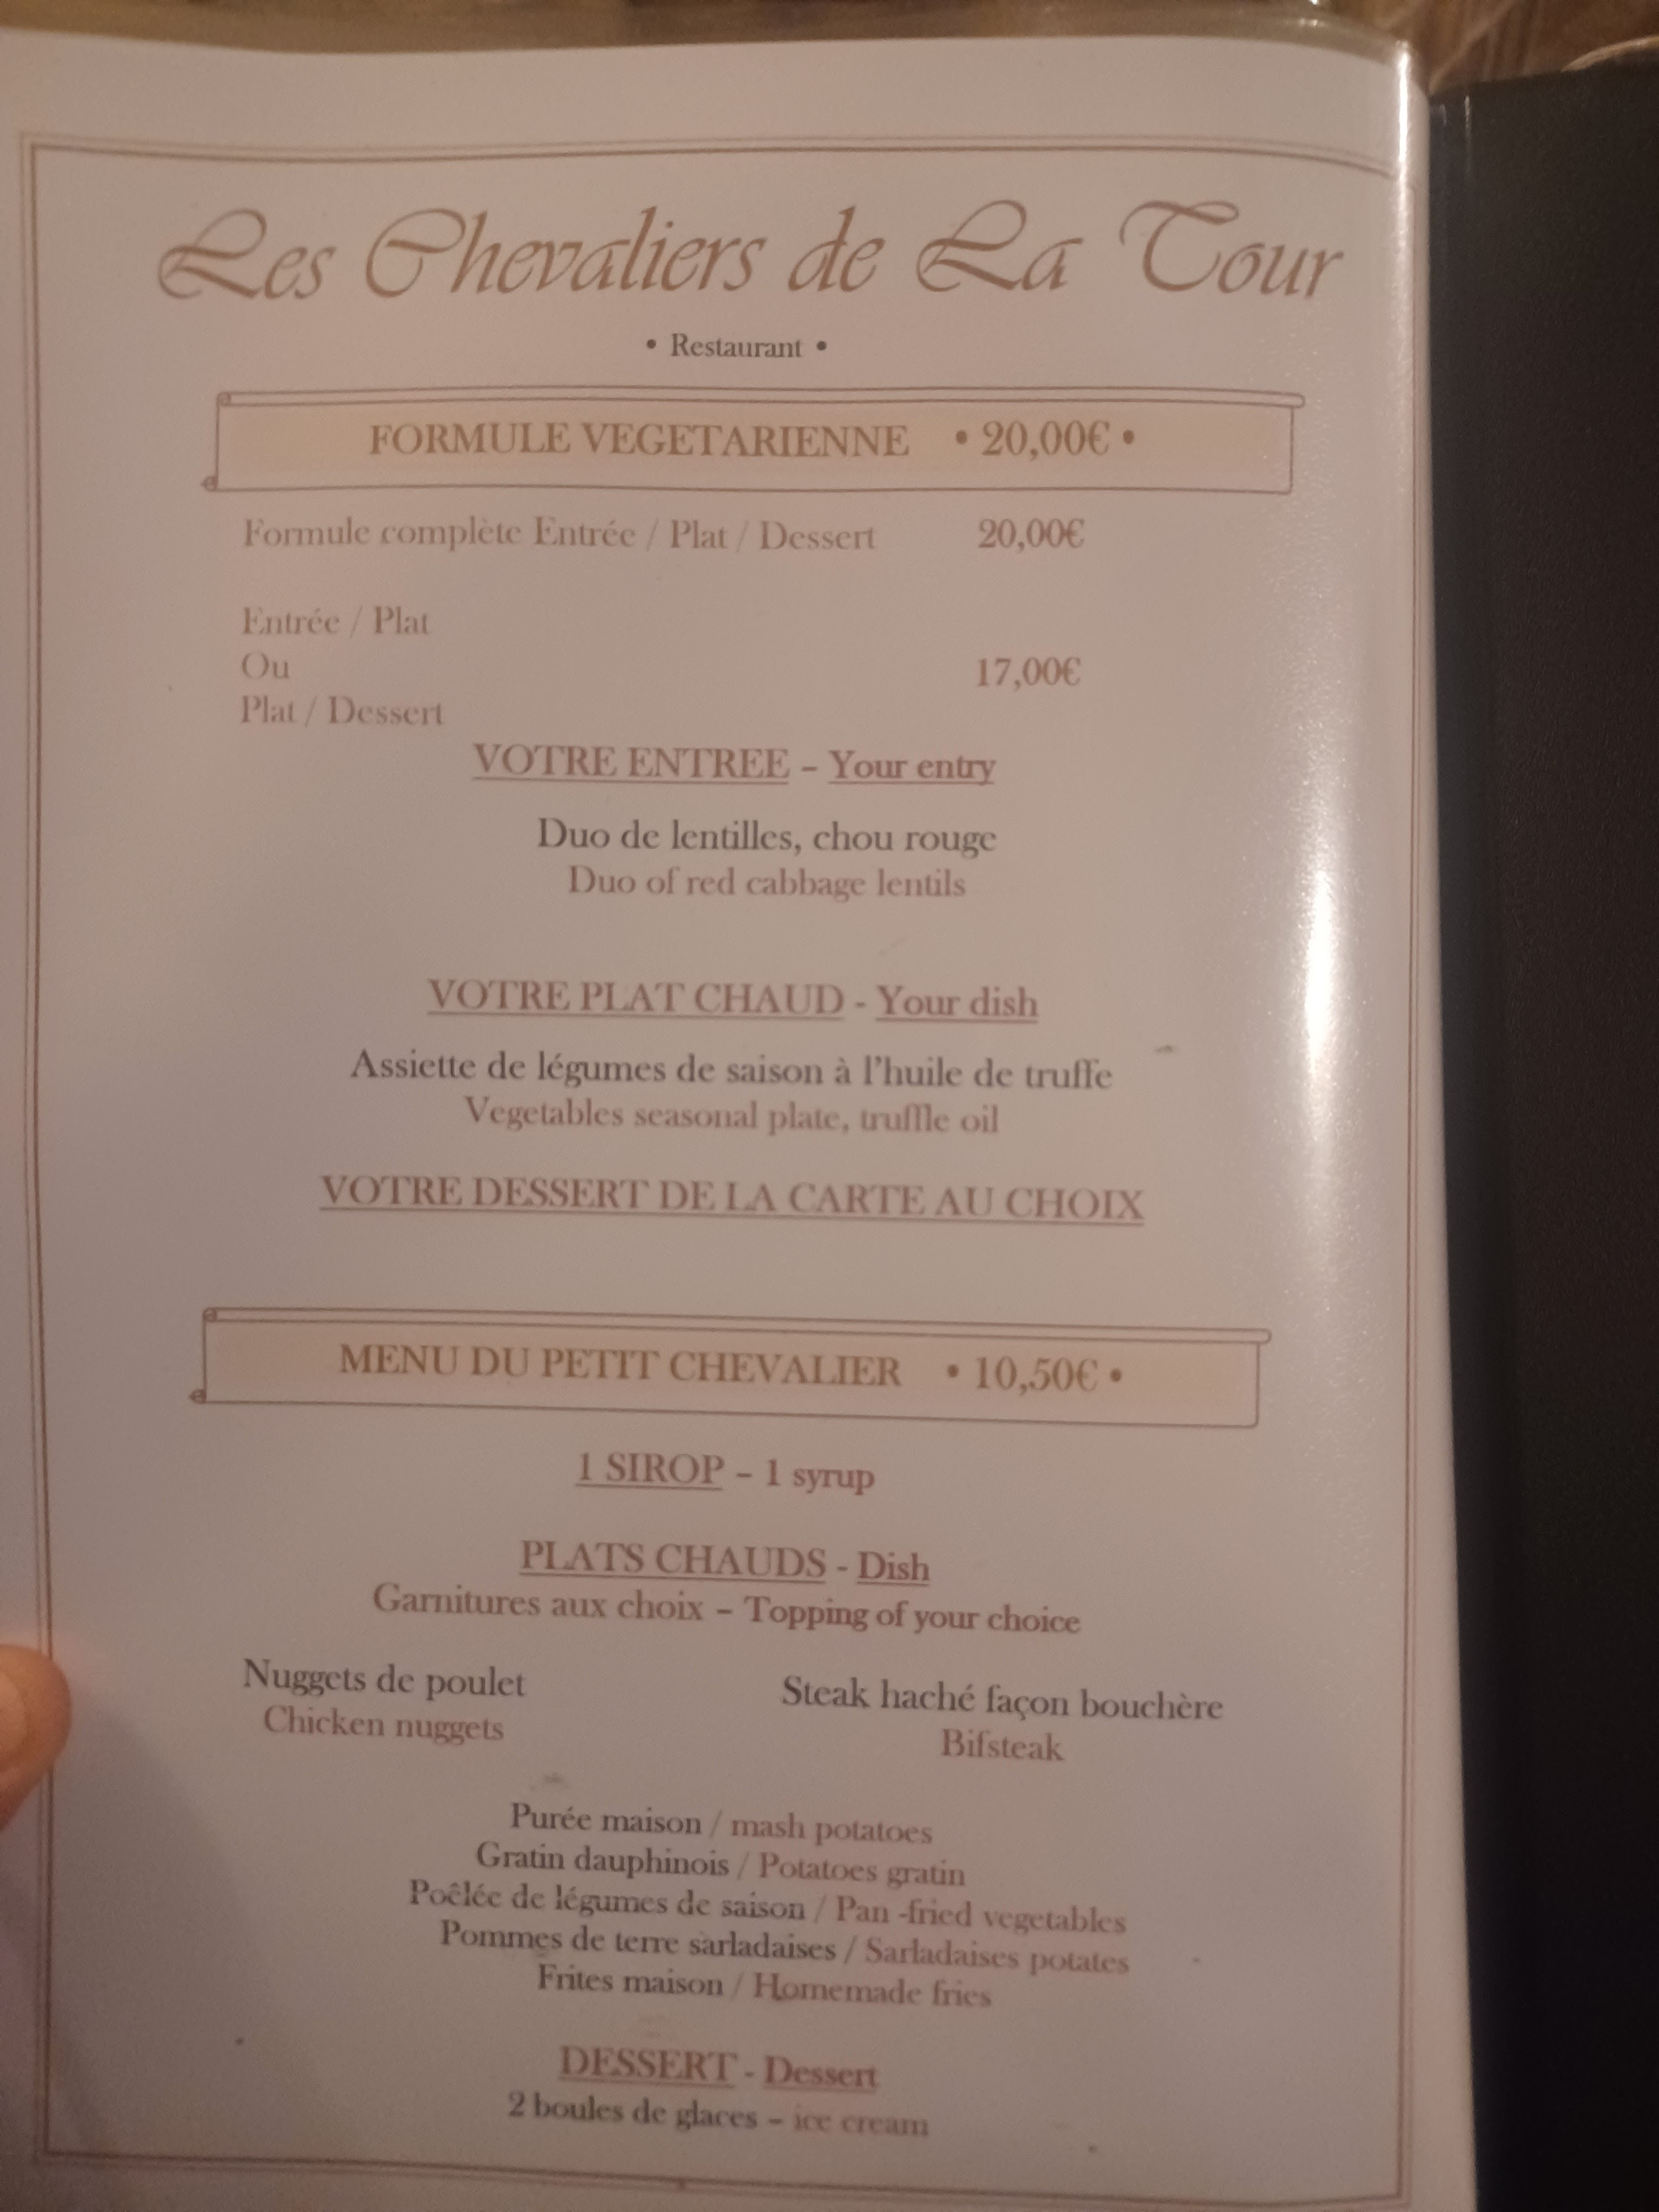 Les Chevaliers de La Tour
• Restaurant •
FORMULE VEGETARIENNE • 20,00€ •
Formule complète Entrée / Plat / Dessert 20,00€
Entrée / Plat
Ou 17,00€
Plat / Dessert
VOTRE ENTREE – Your entry
Duo de lentilles, chou rouge
Duo of red cabbage lentils
VOTRE PLAT CHAUD - Your dish
Assiette de légumes de saison à l'huile de truffe
Vegetables seasonal plate, truffle oil
VOTRE DESSERT DE LA CARTE AU CHOIX
MENU DU PETIT CHEVALIER • 10,50€ •
1 SIROP – 1 syrup
PLATS CHAUDS - Dish
Garnitures aux choix – Topping of your choice
Nuggets de poulet Steak haché façon bouchère
Chicken nuggets Bifsteak
Purée maison / mash potatoes
Gratin dauphinois / Potatoes gratin
Poêlée de légumes de saison / Pan -fried vegetables
Pommes de terre sarladaises / Sarladaises potates
Frites maison / Homemade fries
DESSERT - Dessert
2 boules de glaces – ice cream